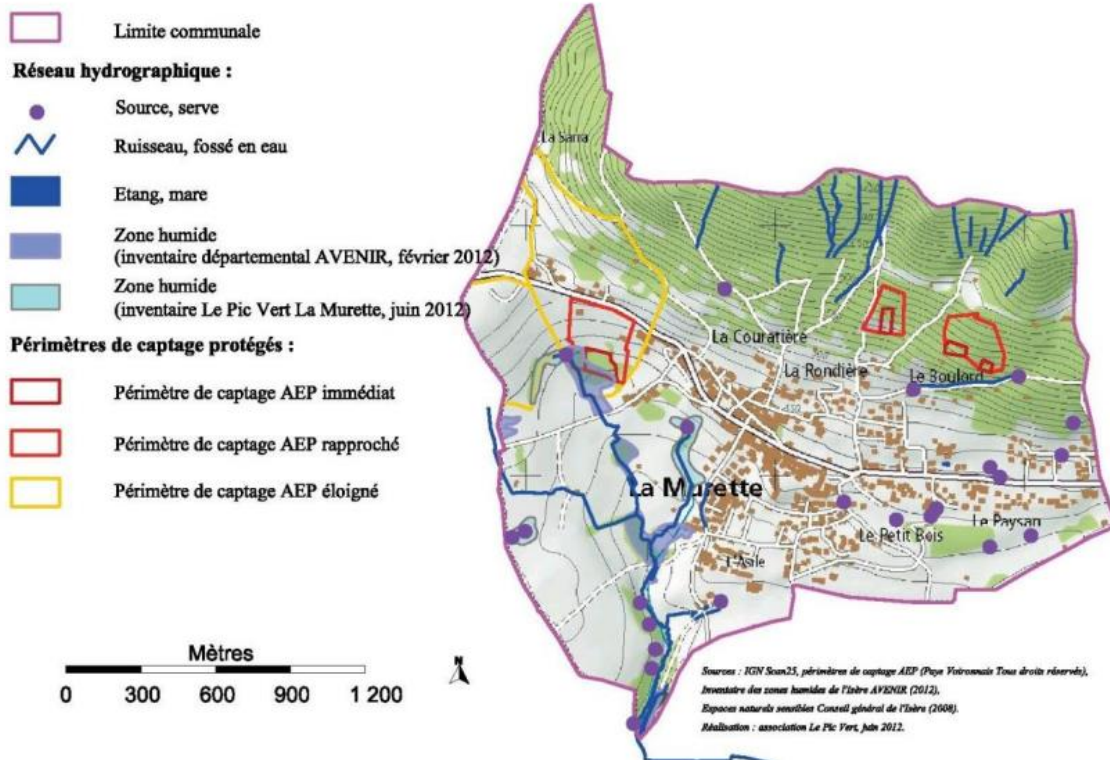 Limite communale
Réseau hydrographique :
Source, serve
Ruisseau, fossé en eau
Etang, mare
Zone humide
(inventaire départemental AVENIR, février 2012)
Zone humide
(inventaire Le Pic Vert La Murette, juin 2012)
Périmètres de captage protégés :
Périmètre de captage AEP immédiat
Périmètre de captage AEP rapproché
Périmètre de captage AEP éloigné
La Sarra
La Couratière
La Rondière
Le Boulord
La Murette
Le Petit Bois
Le Paysan
L'Asile
Mètres
0 300 600 900 1 200
N
Sources : IGN Scan25, périmètres de captage AEP (Pays Voironnais Tous droits réservés),
Inventaire des zones humides de l'Isère AVENIR (2012),
Espaces naturels sensibles Conseil général de l'Isère (2008).
Réalisation : association Le Pic Vert, juin 2012.